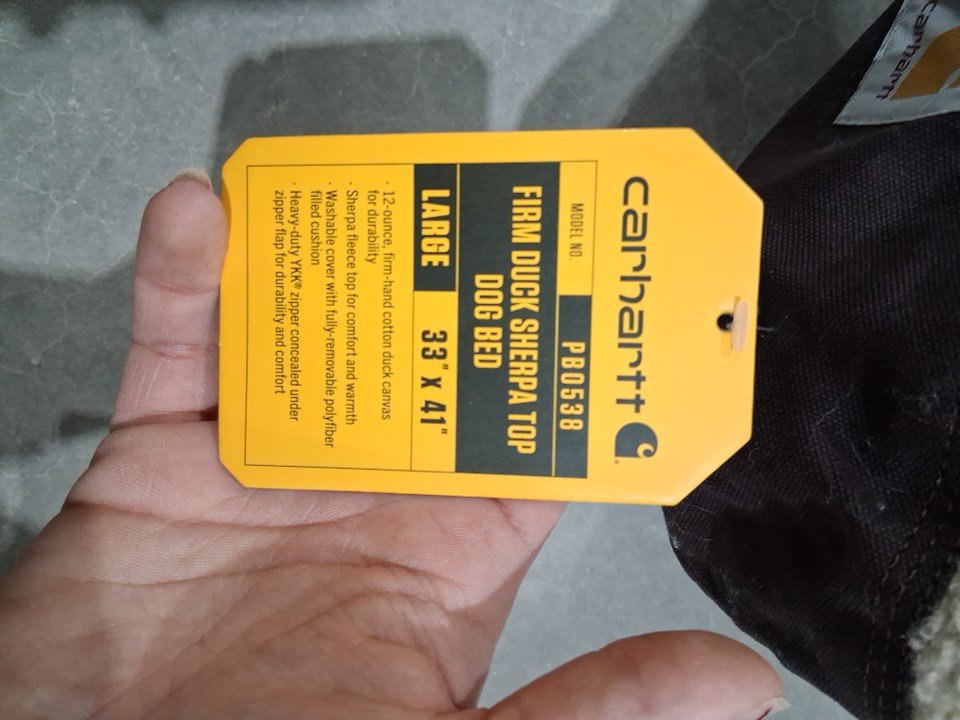 carhartt
MODEL NO. PB0538
FIRM DUCK SHERPA TOP
DOG BED
LARGE 33" X 41"
· 12-ounce, firm-hand cotton duck canvas
for durability
· Sherpa fleece top for comfort and warmth
· Washable cover with fully-removable polyfiber
filled cushion
· Heavy-duty YKK® zipper concealed under
zipper flap for durability and comfort
carhartt